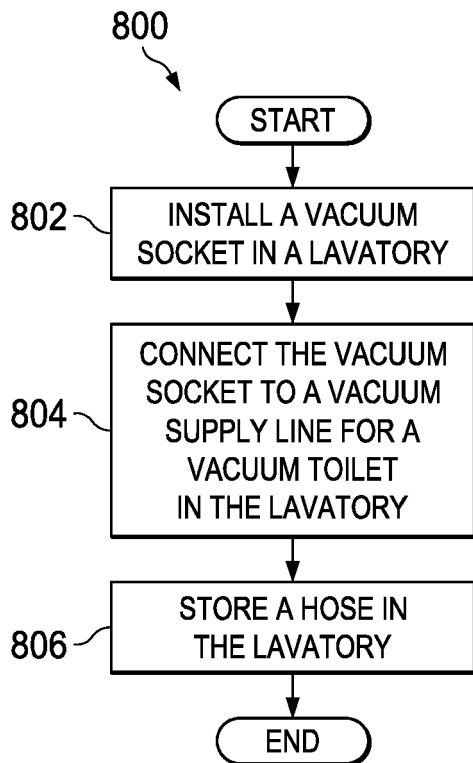 800
START
802
INSTALL A VACUUM
SOCKET IN A LAVATORY
804
CONNECT THE VACUUM
SOCKET TO A VACUUM
SUPPLY LINE FOR A
VACUUM TOILET
IN THE LAVATORY
806
STORE A HOSE IN
THE LAVATORY
END